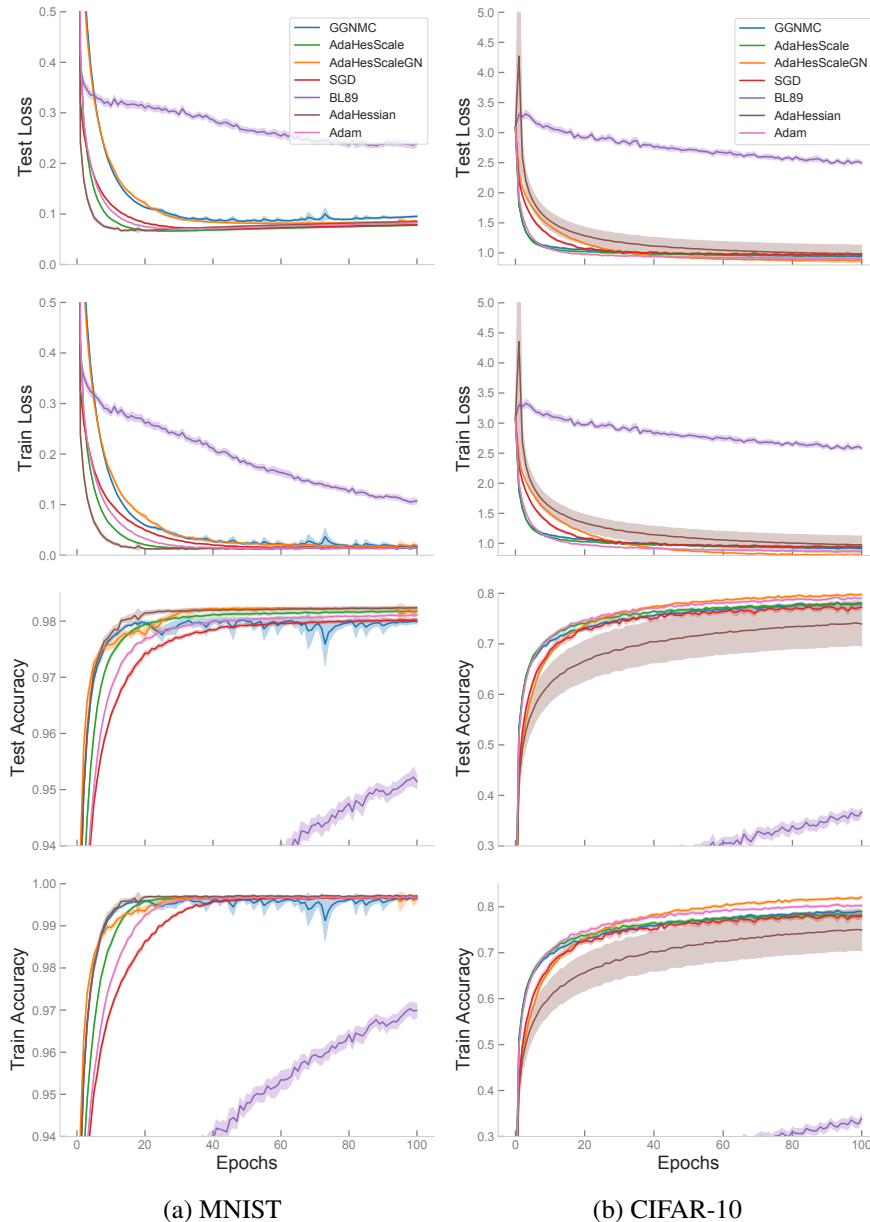 GGNMC
AdaHesScale
AdaHesScaleGN
SGD
BL89
AdaHessian
Adam
Test Loss
0.5
0.4
0.3
0.2
0.1
0.0
GGNMC
AdaHesScale
AdaHesScaleGN
SGD
BL89
AdaHessian
Adam
Test Loss
5.0
4.5
4.0
3.5
3.0
2.5
2.0
1.5
1.0
Train Loss
0.5
0.4
0.3
0.2
0.1
0.0
Train Loss
5.0
4.5
4.0
3.5
3.0
2.5
2.0
1.5
1.0
Test Accuracy
0.98
0.97
0.96
0.95
0.94
Test Accuracy
0.8
0.7
0.6
0.5
0.4
0.3
Train Accuracy
1.00
0.99
0.98
0.97
0.96
0.95
0.94
0 20 40 60 80 100
Epochs
Train Accuracy
0.8
0.7
0.6
0.5
0.4
0.3
0 20 40 60 80 100
Epochs
(a) MNIST
(b) CIFAR-10